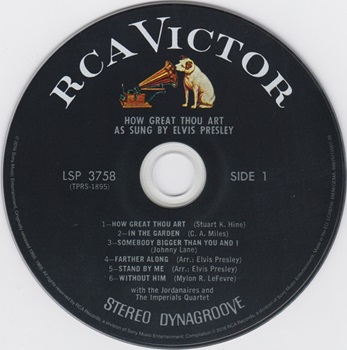 RCA VICTOR
HOW GREAT THOU ART
AS SUNG BY ELVIS PRESLEY
LSP 3758
(TPRS-1895)
SIDE 1
1—HOW GREAT THOU ART (Stuart K. Hine)
2—IN THE GARDEN (C. A. Miles)
3—SOMEBODY BIGGER THAN YOU AND I
(Johnny Lane)
4—FARTHER ALONG (Arr.: Elvis Presley)
5—STAND BY ME (Arr.: Elvis Presley)
6—WITHOUT HIM (Mylon R. LeFevre)
with the Jordanaires and
The Imperials Quartet
STEREO DYNAGROOVE